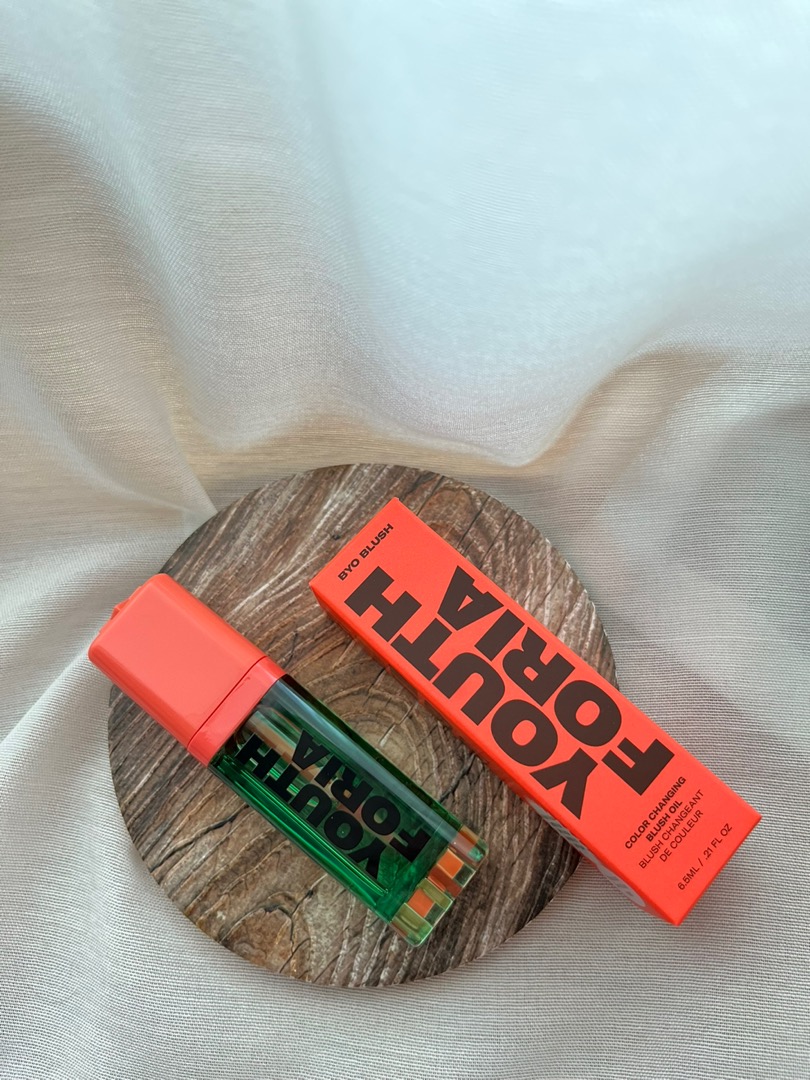 BYO BLUSH
YOUTH
FORIA
COLOR CHANGING
BLUSH OIL
BLUSH CHANGEANT
DE COULEUR
6.5ML / .21 FL OZ
YOUTH
FORIA